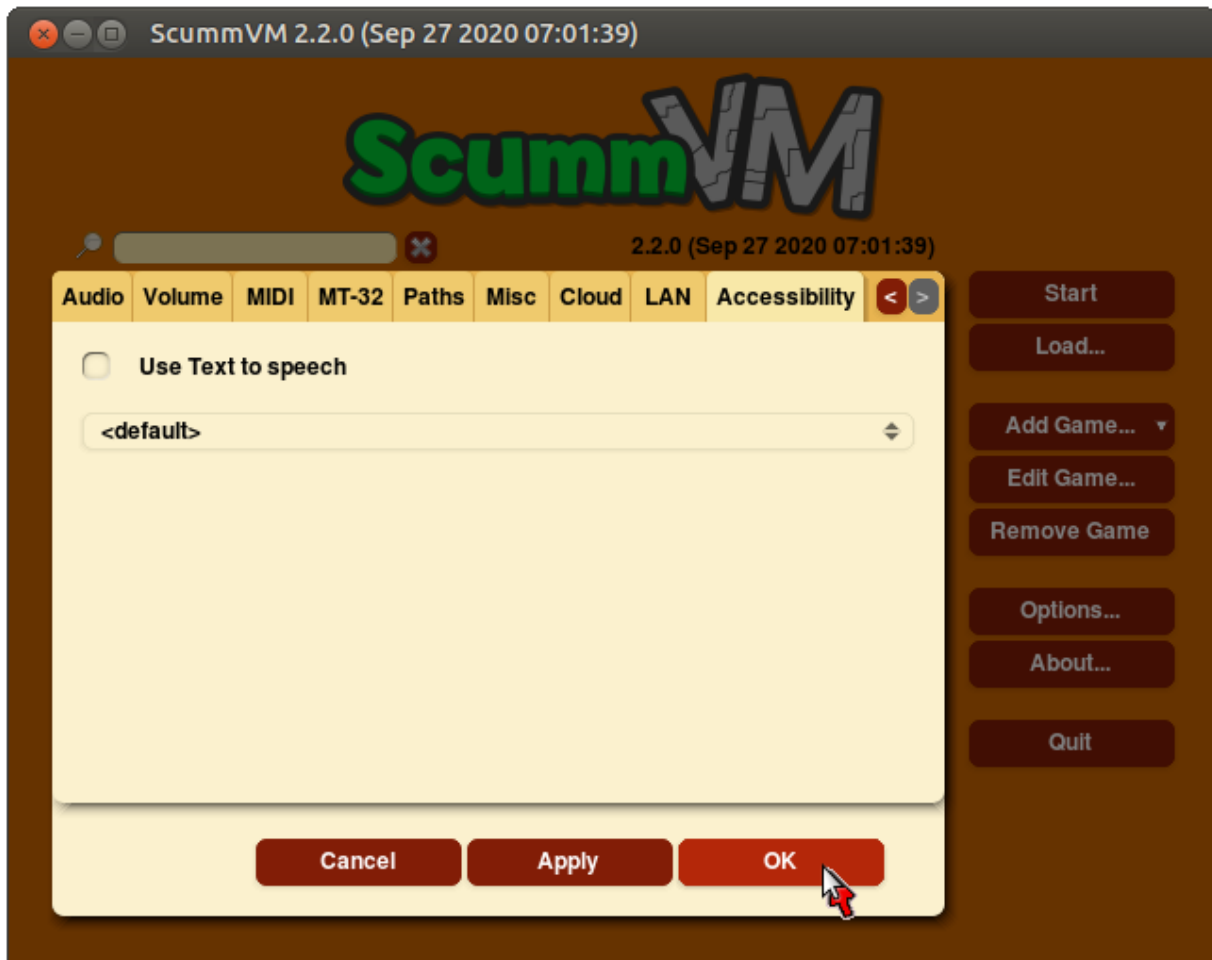 ScummVM 2.2.0 (Sep 27 2020 07:01:39)
ScummVM
2.2.0 (Sep 27 2020 07:01:39)
Audio Volume MIDI MT-32 Paths Misc Cloud LAN Accessibility < >
Use Text to speech
<default>
Cancel Apply OK
Start
Load...
Add Game...
Edit Game...
Remove Game
Options...
About...
Quit